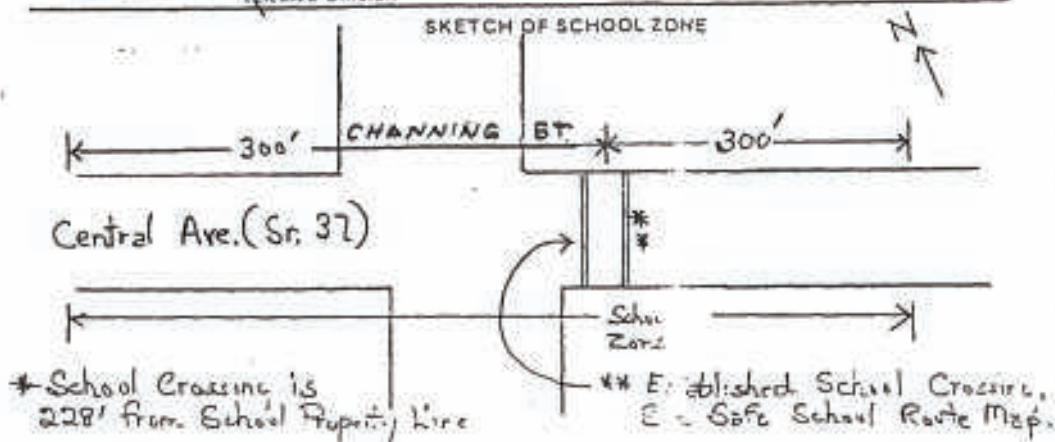 SKETCH OF SCHOOL ZONE
N
300' CHANNING ST. 300'
Central Ave. (Sr. 37)
*
*
School
Zone
* School Crossing is
228' from School Property Line
** Established School Crossing.
Safe School Route Map.